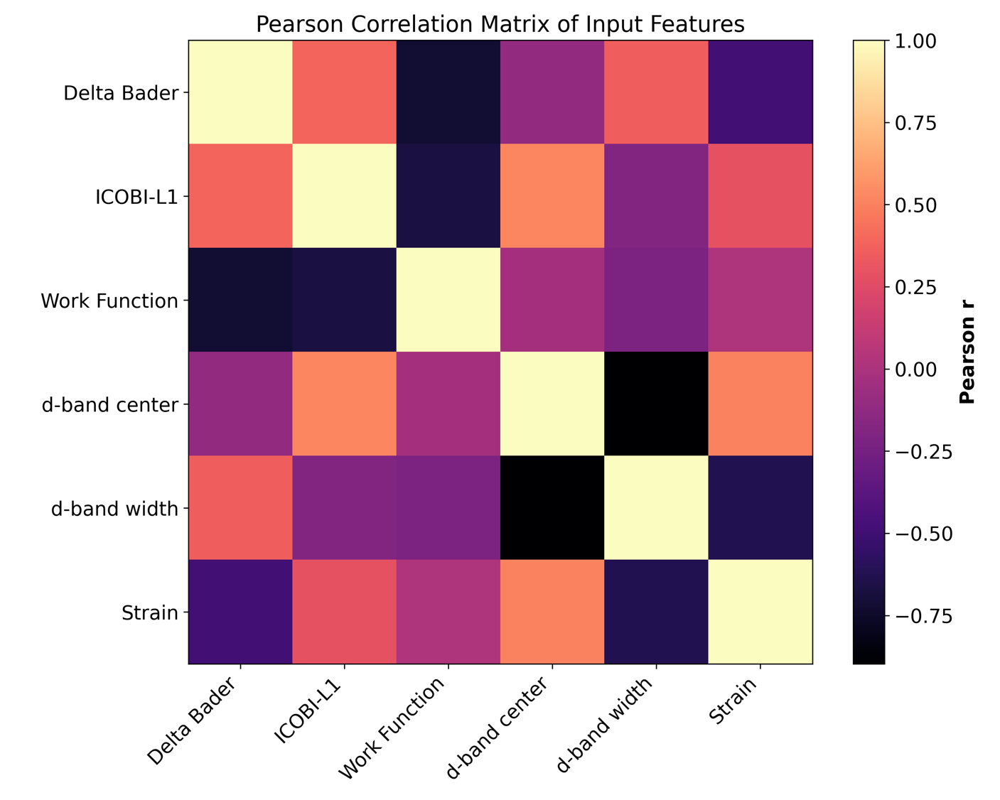 Pearson Correlation Matrix of Input Features
Delta Bader
ICOBI-L1
Work Function
d-band center
d-band width
Strain
Delta Bader
ICOBI-L1
Work Function
d-band center
d-band width
Strain
1.00
0.75
0.50
0.25
0.00
−0.25
−0.50
−0.75
Pearson r